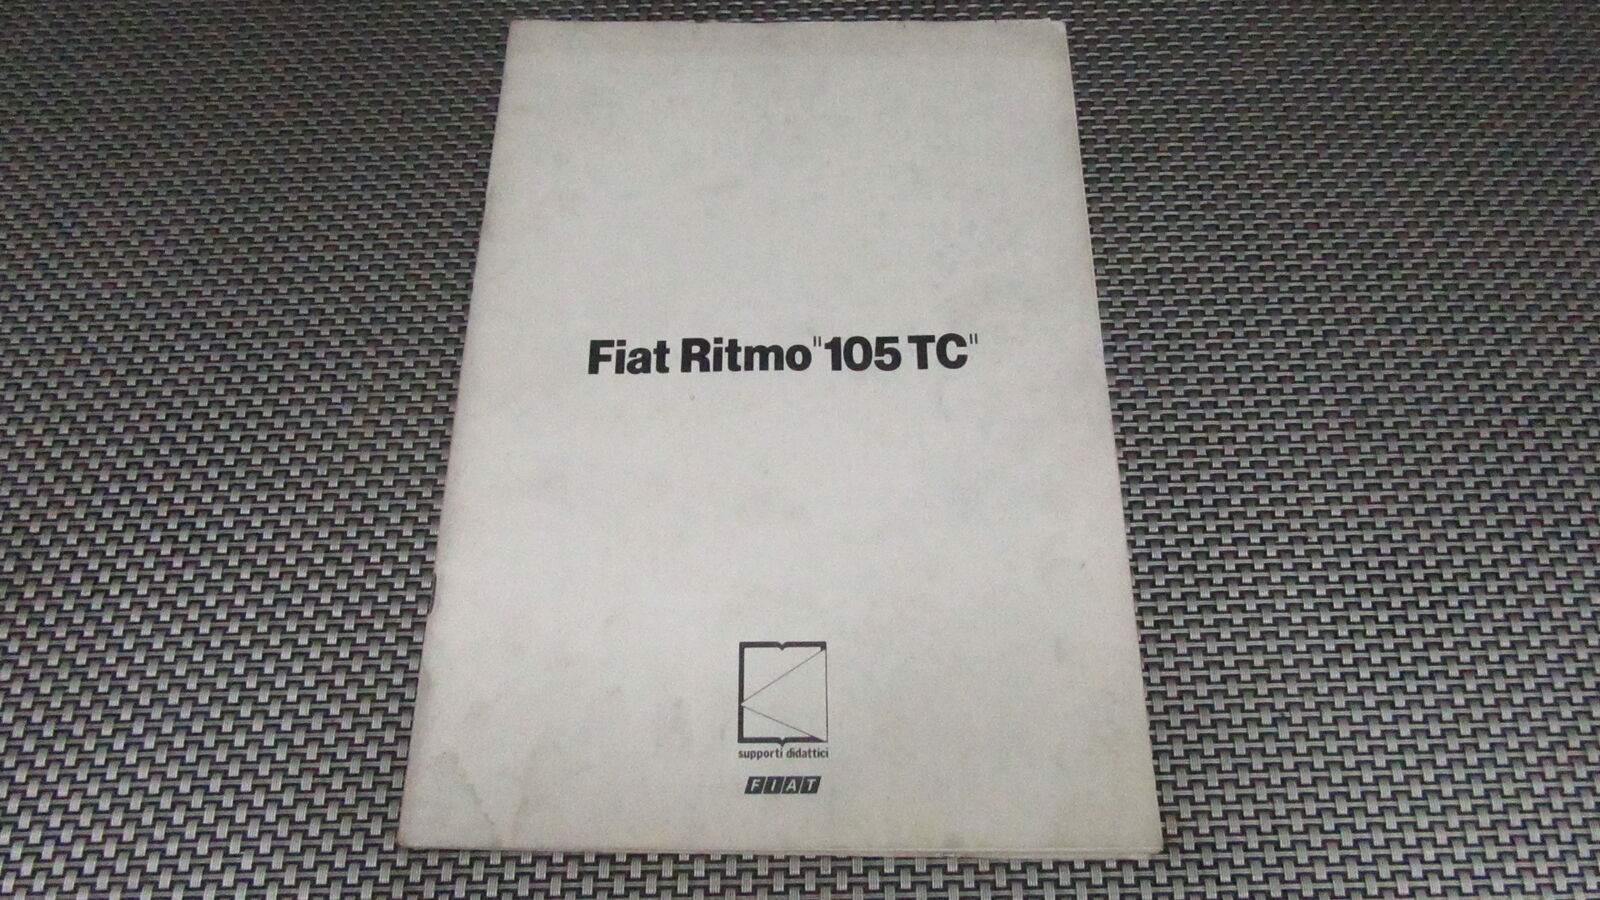 Fiat Ritmo "105 TC"
supporti didattici
FIAT